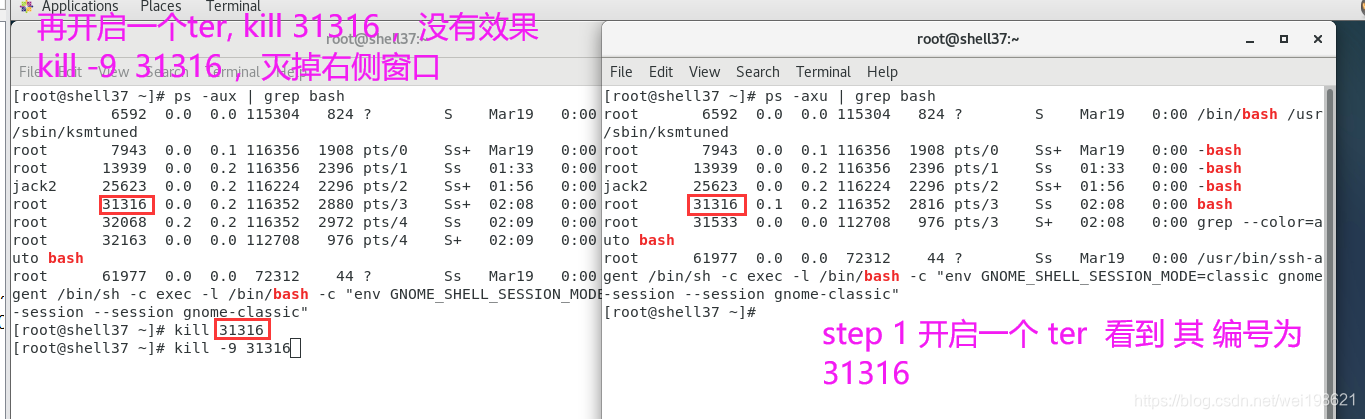 Applications Places Terminal
再开启一个ter, kill 31316 ， 没有效果
kill -9 31316 ， 灭掉右侧窗口
root@shell37:~
File Edit View Search Terminal Help
[root@shell37 ~]# ps -aux | grep bash
root 6592 0.0 0.0 115304 824 ? S Mar19 0:00
/sbin/ksmtuned
root 7943 0.0 0.1 116356 1908 pts/0 Ss+ Mar19 0:00
root 13939 0.0 0.2 116356 2396 pts/1 Ss 01:33 0:00
jack2 25623 0.0 0.2 116224 2296 pts/2 Ss+ 01:56 0:00
root 31316 0.0 0.2 116352 2880 pts/3 Ss+ 02:08 0:00
root 32068 0.2 0.2 116352 2972 pts/4 Ss 02:09 0:00
root 32163 0.0 0.0 112708 976 pts/4 S+ 02:09 0:00
uto bash
root 61977 0.0 0.0 72312 44 ? Ss Mar19 0:00
gent /bin/sh -c exec -l /bin/bash -c "env GNOME_SHELL_SESSION_MODE
-session --session gnome-classic"
[root@shell37 ~]# kill 31316
[root@shell37 ~]# kill -9 31316
root@shell37:~
File Edit View Search Terminal Help
[root@shell37 ~]# ps -axu | grep bash
root 6592 0.0 0.0 115304 824 ? S Mar19 0:00 /bin/bash /usr
/sbin/ksmtuned
root 7943 0.0 0.1 116356 1908 pts/0 Ss+ Mar19 0:00 -bash
root 13939 0.0 0.2 116356 2396 pts/1 Ss 01:33 0:00 -bash
jack2 25623 0.0 0.2 116224 2296 pts/2 Ss+ 01:56 0:00 -bash
root 31316 0.1 0.2 116352 2816 pts/3 Ss 02:08 0:00 bash
root 31533 0.0 0.0 112708 976 pts/3 S+ 02:08 0:00 grep --color=a
uto bash
root 61977 0.0 0.0 72312 44 ? Ss Mar19 0:00 /usr/bin/ssh-a
gent /bin/sh -c exec -l /bin/bash -c "env GNOME_SHELL_SESSION_MODE=classic gnome
-session --session gnome-classic"
[root@shell37 ~]#
step 1 开启一个 ter 看到 其 编号为
31316
https://blog.csdn.net/wei198621